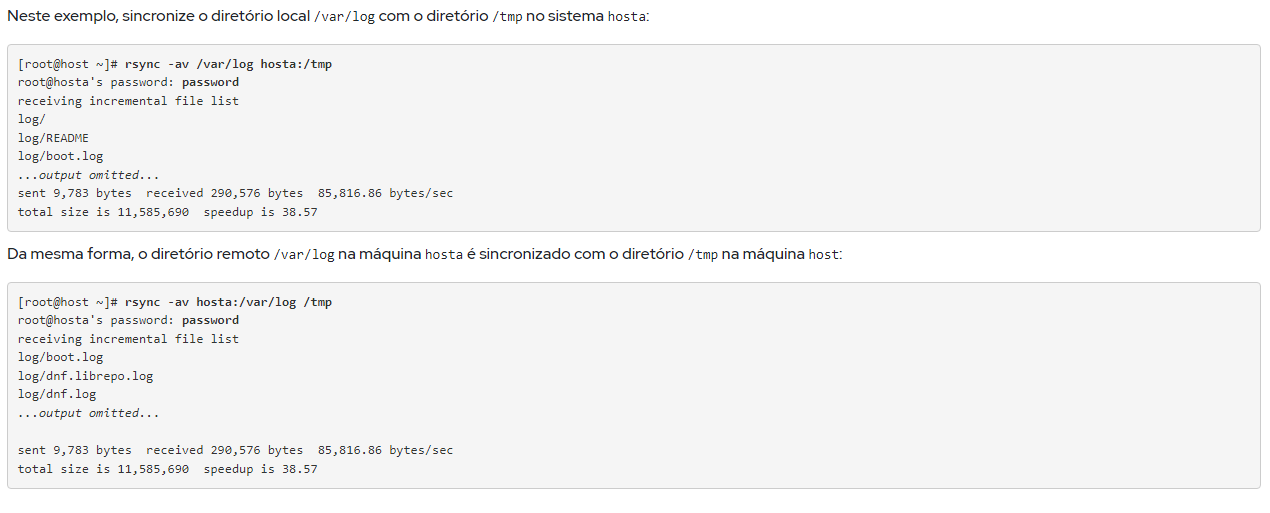 Neste exemplo, sincronize o diretório local /var/log com o diretório /tmp no sistema hosta:
[root@host ~]# rsync -av /var/log hosta:/tmp
root@hosta's password: password
receiving incremental file list
log/
log/README
log/boot.log
...output omitted...
sent 9,783 bytes  received 290,576 bytes  85,816.86 bytes/sec
total size is 11,585,690  speedup is 38.57
Da mesma forma, o diretório remoto /var/log na máquina hosta é sincronizado com o diretório /tmp na máquina host:
[root@host ~]# rsync -av hosta:/var/log /tmp
root@hosta's password: password
receiving incremental file list
log/boot.log
log/dnf.librepo.log
log/dnf.log
...output omitted...
sent 9,783 bytes  received 290,576 bytes  85,816.86 bytes/sec
total size is 11,585,690  speedup is 38.57